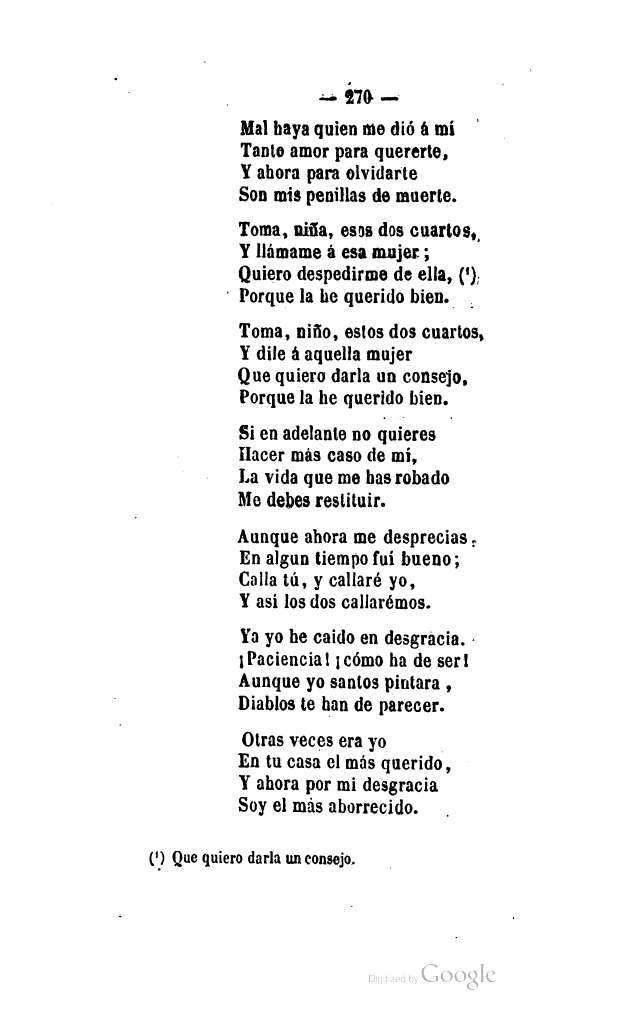 — 270 —
Mal haya quien me dió á mí
Tanto amor para quererte,
Y ahora para olvidarte
Son mis penillas de muerte.
Toma, niña, esos dos cuartos,
Y llámame á esa mujer;
Quiero despedirme de ella, (¹)
Porque la he querido bien.
Toma, niño, estos dos cuartos,
Y dile á aquella mujer
Que quiero darla un consejo,
Porque la he querido bien.
Si en adelante no quieres
Hacer más caso de mí,
La vida que me has robado
Me debes restituir.
Aunque ahora me desprecias,
En algun tiempo fuí bueno;
Calla tú, y callaré yo,
Y así los dos callarémos.
Ya yo he caido en desgracia.
¡Paciencia! ¡cómo ha de ser!
Aunque yo santos pintara,
Diablos te han de parecer.
Otras veces era yo
En tu casa el más querido,
Y ahora por mi desgracia
Soy el más aborrecido.
(¹) Que quiero darla un consejo.
Digitized by Google